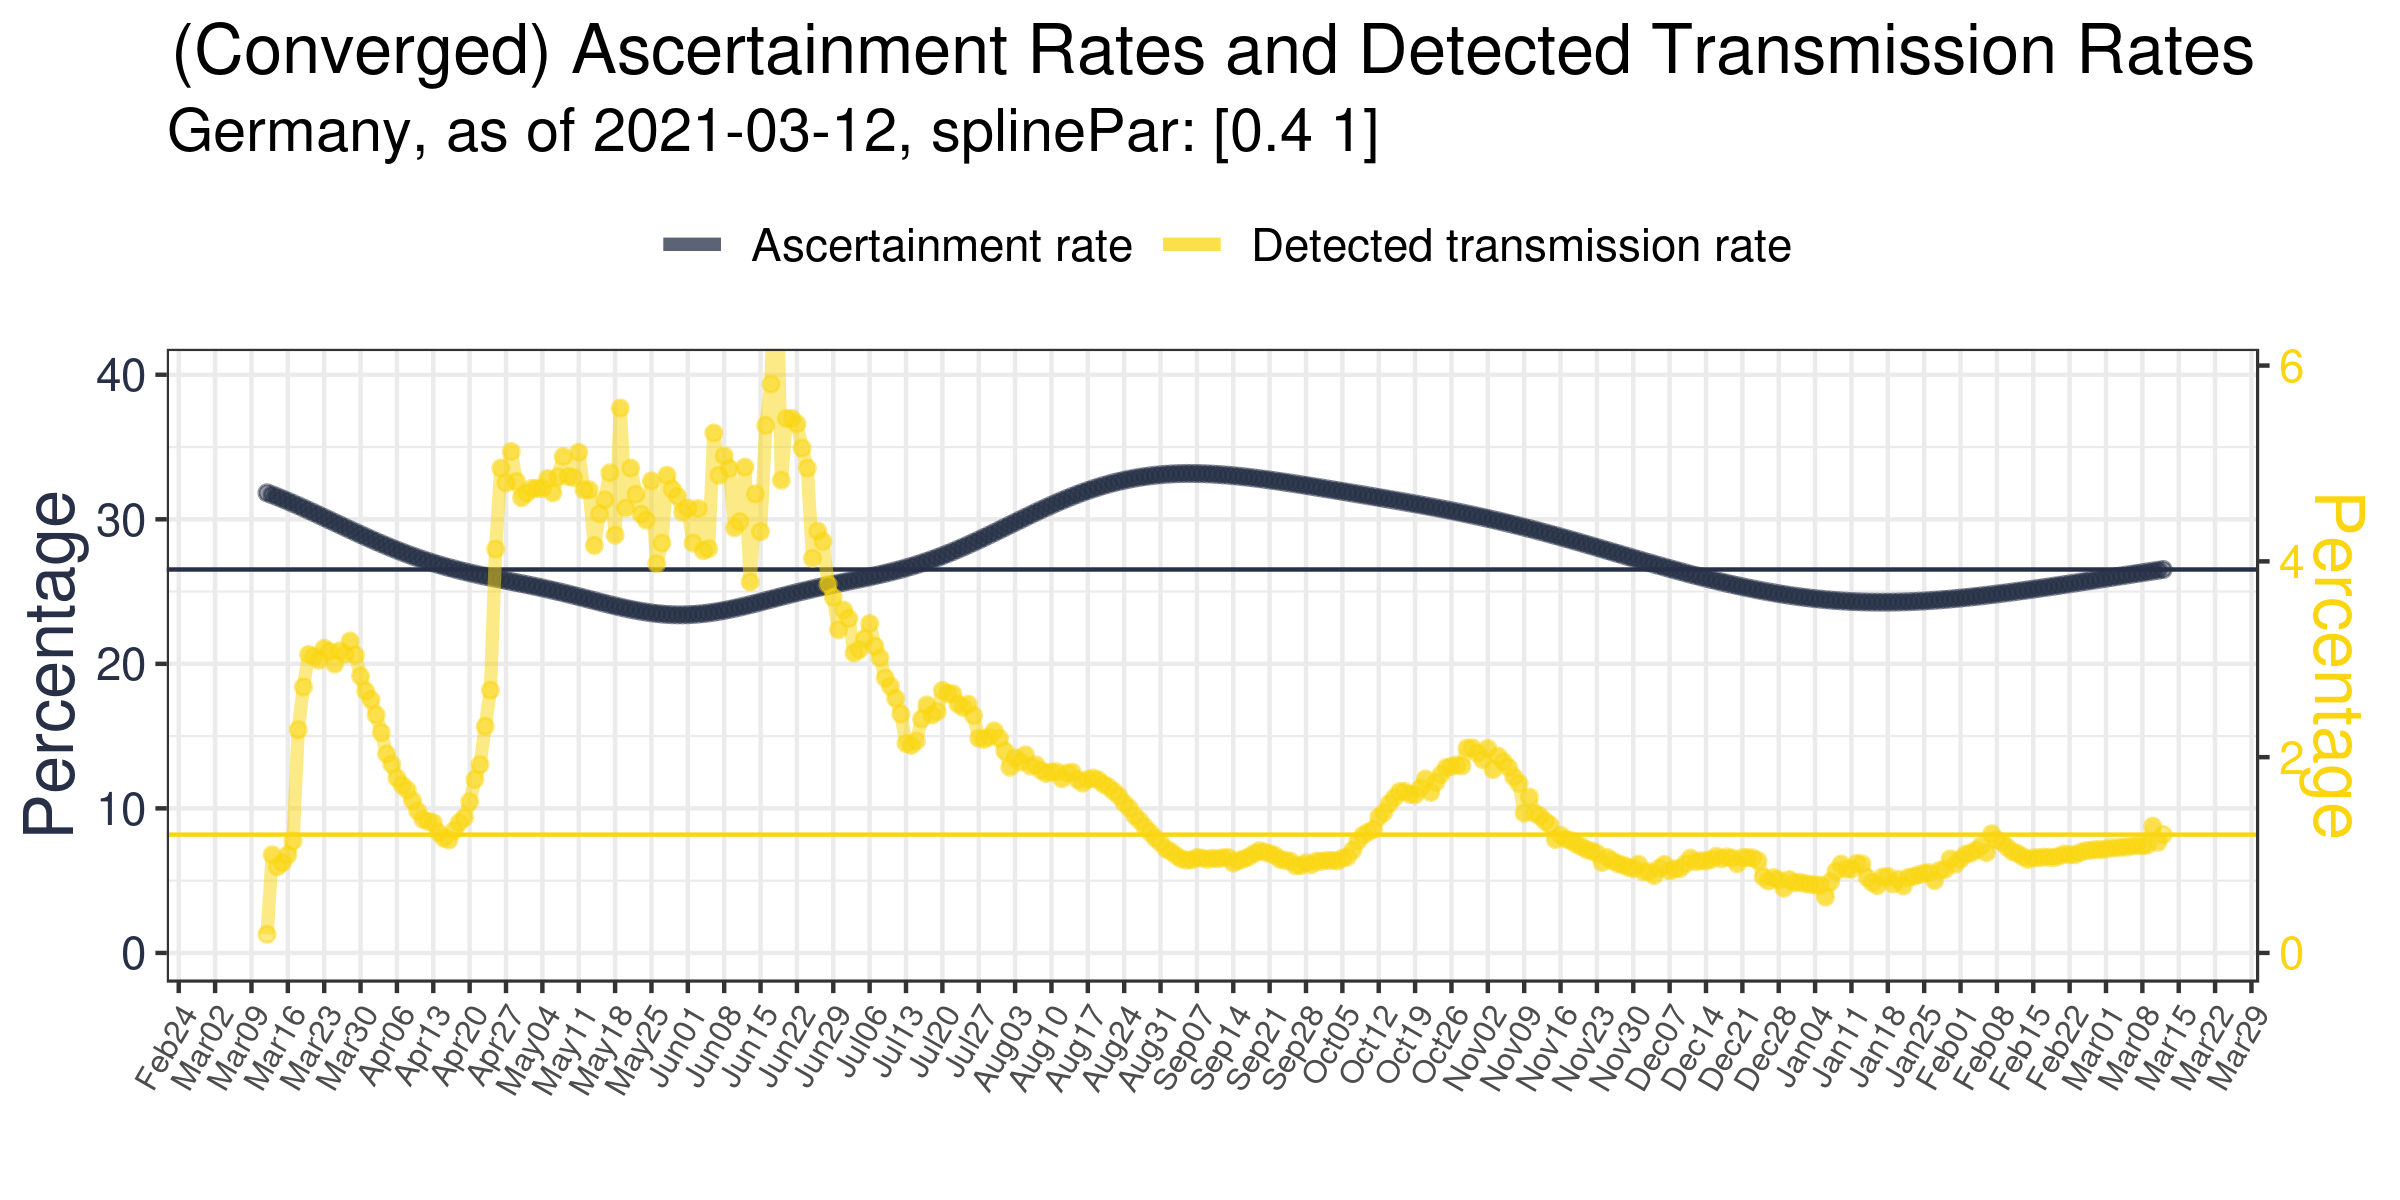 (Converged) Ascertainment Rates and Detected Transmission Rates
Germany, as of 2021-03-12, splinePar: [0.4 1]
Ascertainment rate
Detected transmission rate
Percentage
40
30
20
10
0
6
4
2
0
Percentage
Feb24
Mar02
Mar09
Mar16
Mar23
Mar30
Apr06
Apr13
Apr20
Apr27
May04
May11
May18
May25
Jun01
Jun08
Jun15
Jun22
Jun29
Jul06
Jul13
Jul20
Jul27
Aug03
Aug10
Aug17
Aug24
Aug31
Sep07
Sep14
Sep21
Sep28
Oct05
Oct12
Oct19
Oct26
Nov02
Nov09
Nov16
Nov23
Nov30
Dec07
Dec14
Dec21
Dec28
Jan04
Jan11
Jan18
Jan25
Feb01
Feb08
Feb15
Feb22
Mar01
Mar08
Mar15
Mar22
Mar29